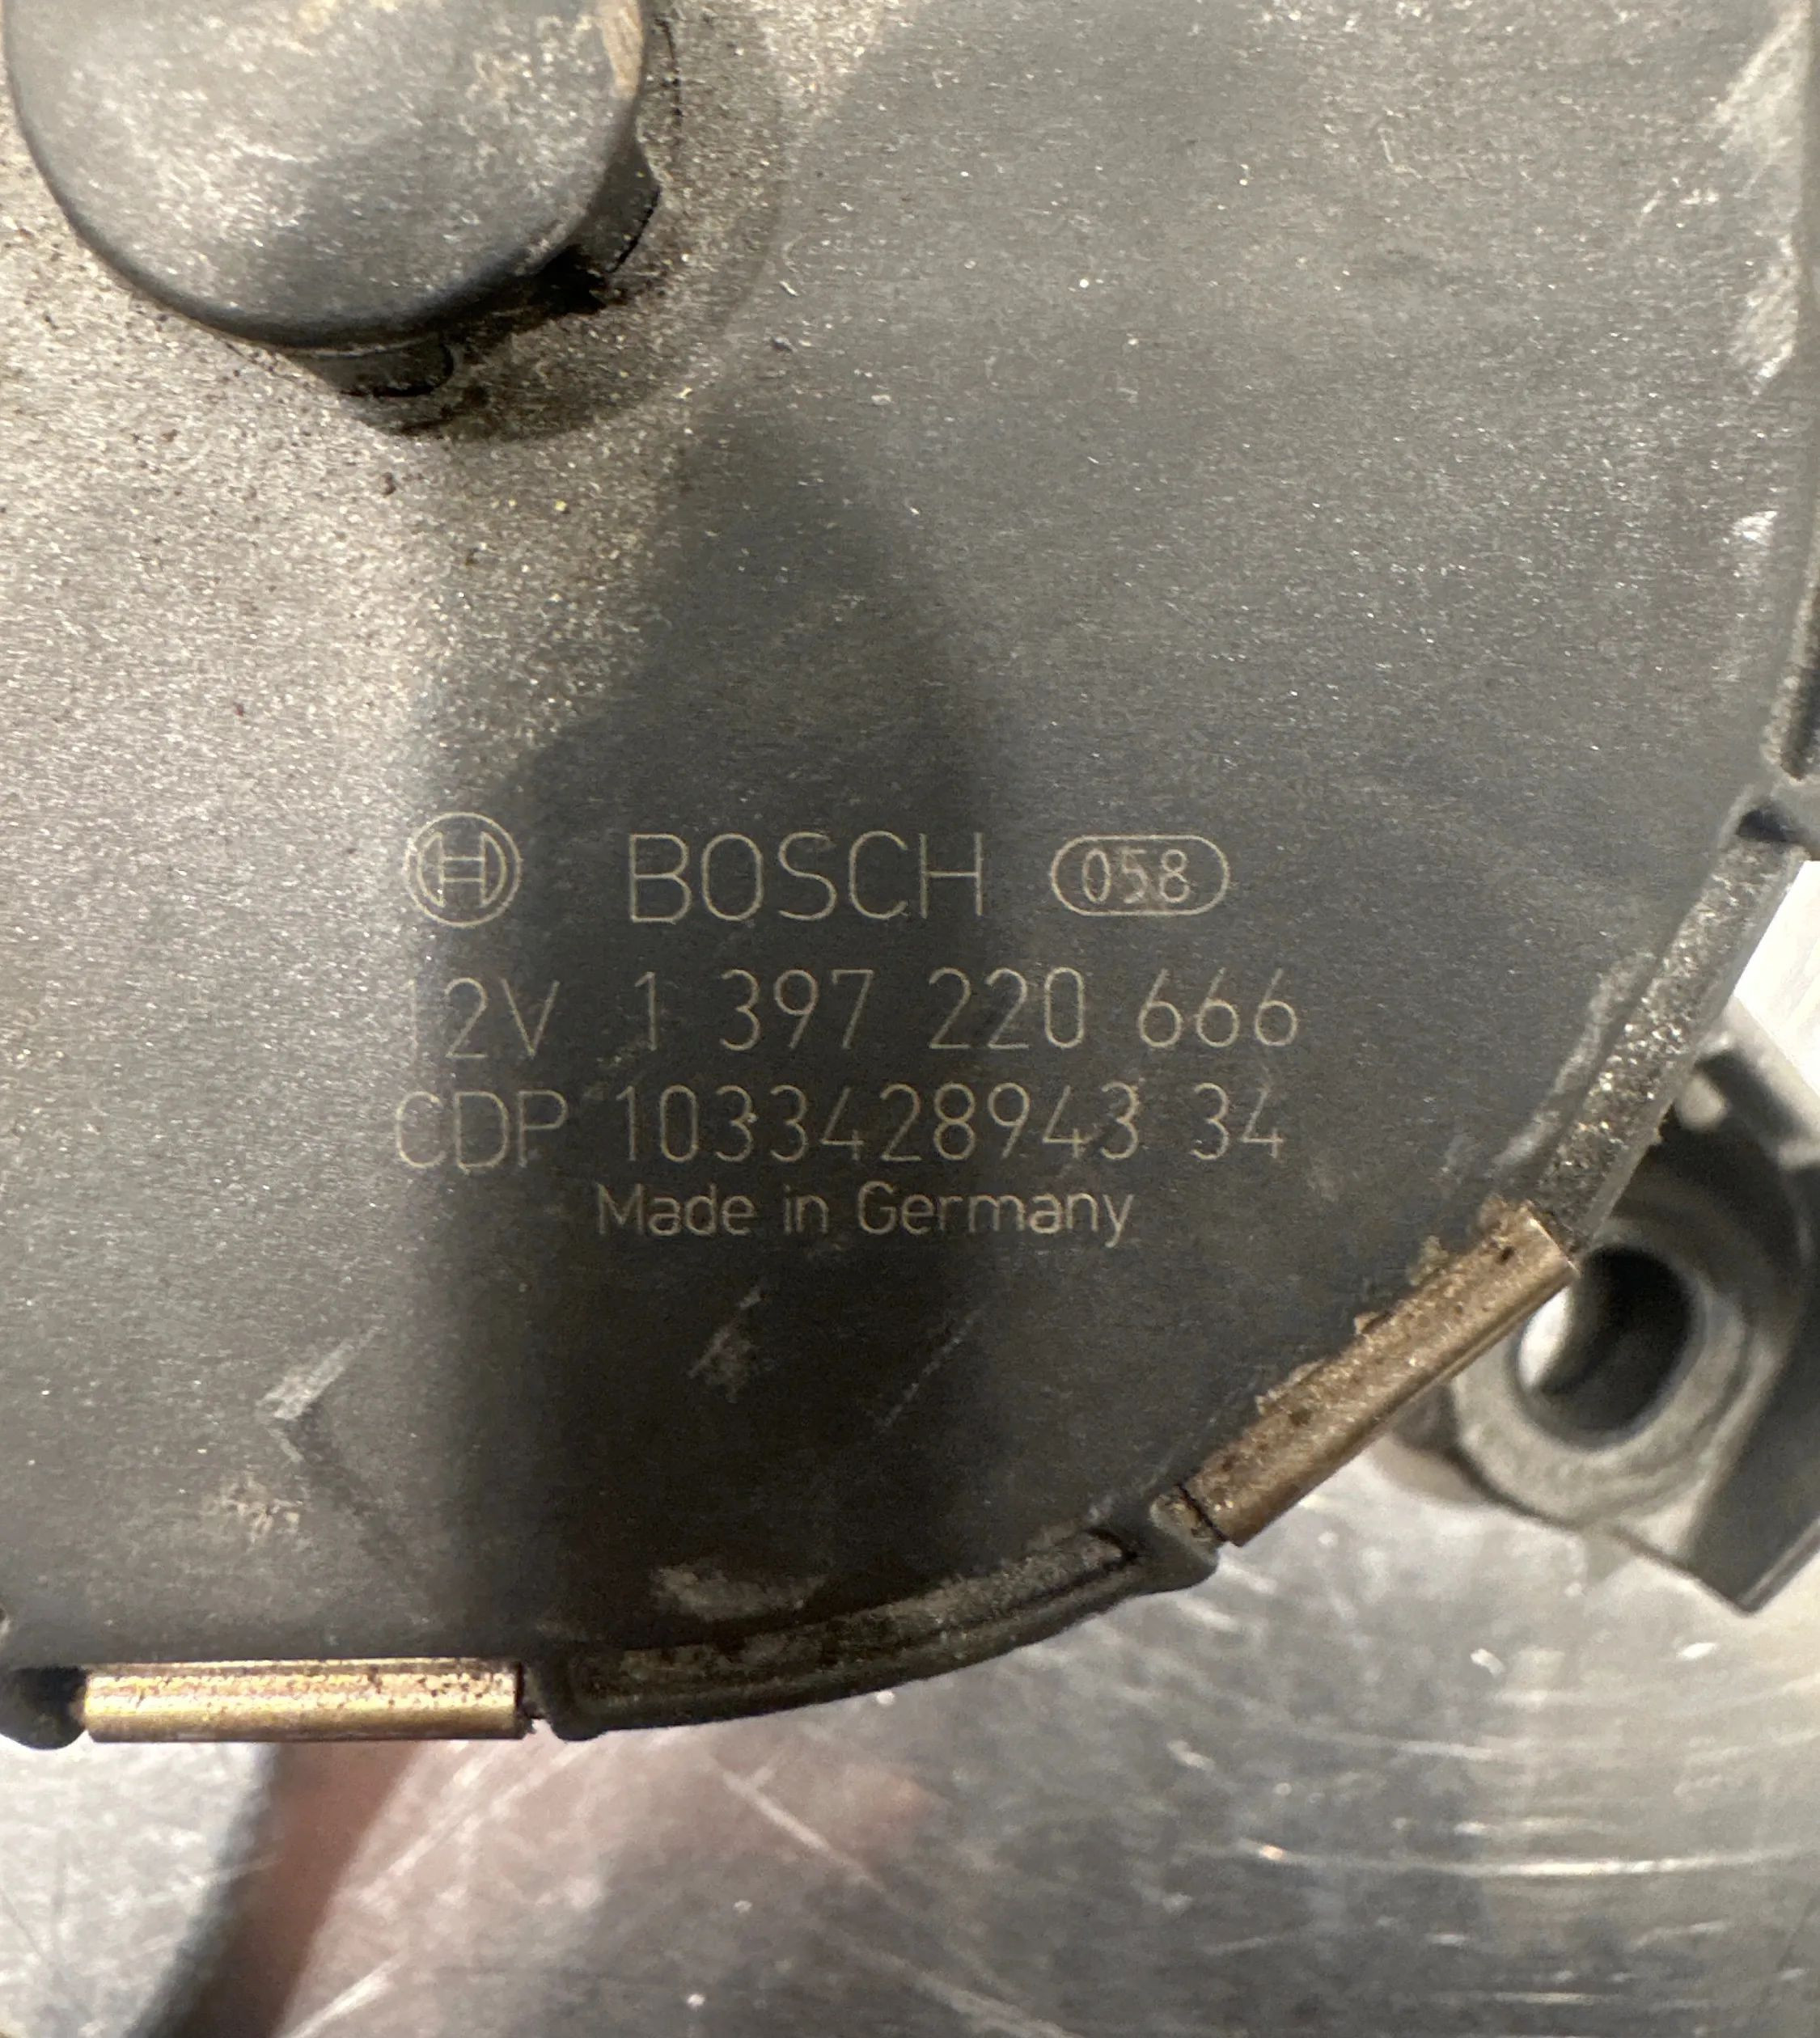 BOSCH 058
12V 1 397 220 666
CDP 1033428943 34
Made in Germany